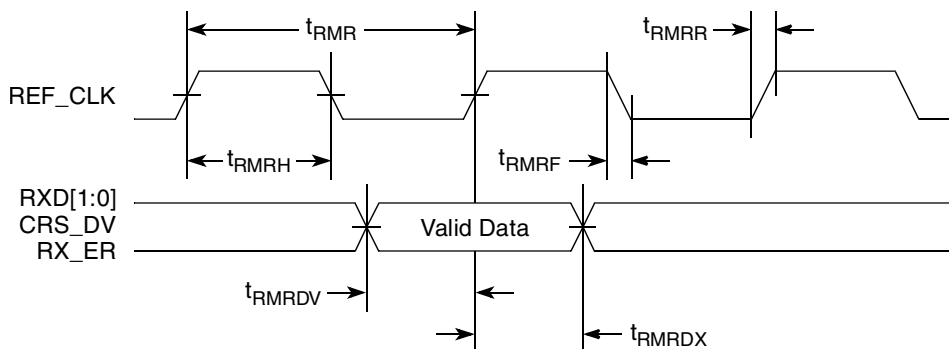 tRMR
tRMRR
REF_CLK
tRMRH
tRMRF
RXD[1:0]
CRS_DV
Valid Data
RX_ER
tRMRDV
tRMRDX